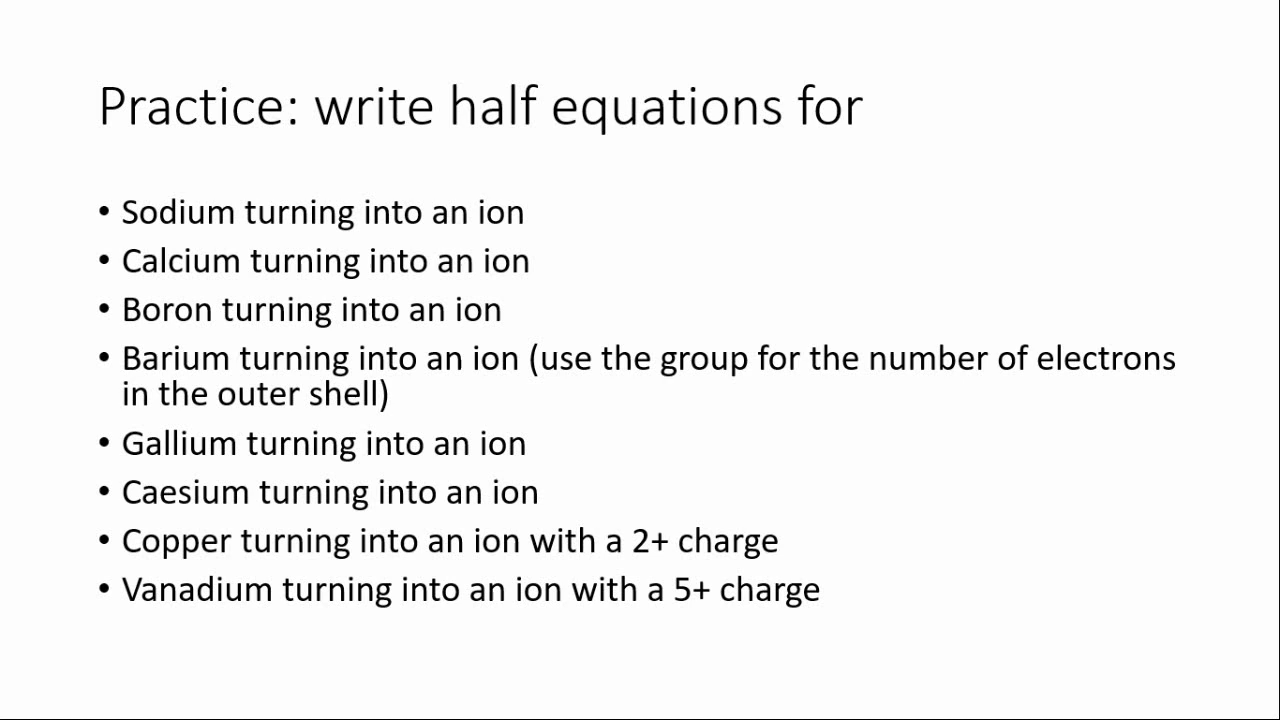 Practice: write half equations for
• Sodium turning into an ion
• Calcium turning into an ion
• Boron turning into an ion
• Barium turning into an ion (use the group for the number of electrons
in the outer shell)
• Gallium turning into an ion
• Caesium turning into an ion
• Copper turning into an ion with a 2+ charge
• Vanadium turning into an ion with a 5+ charge